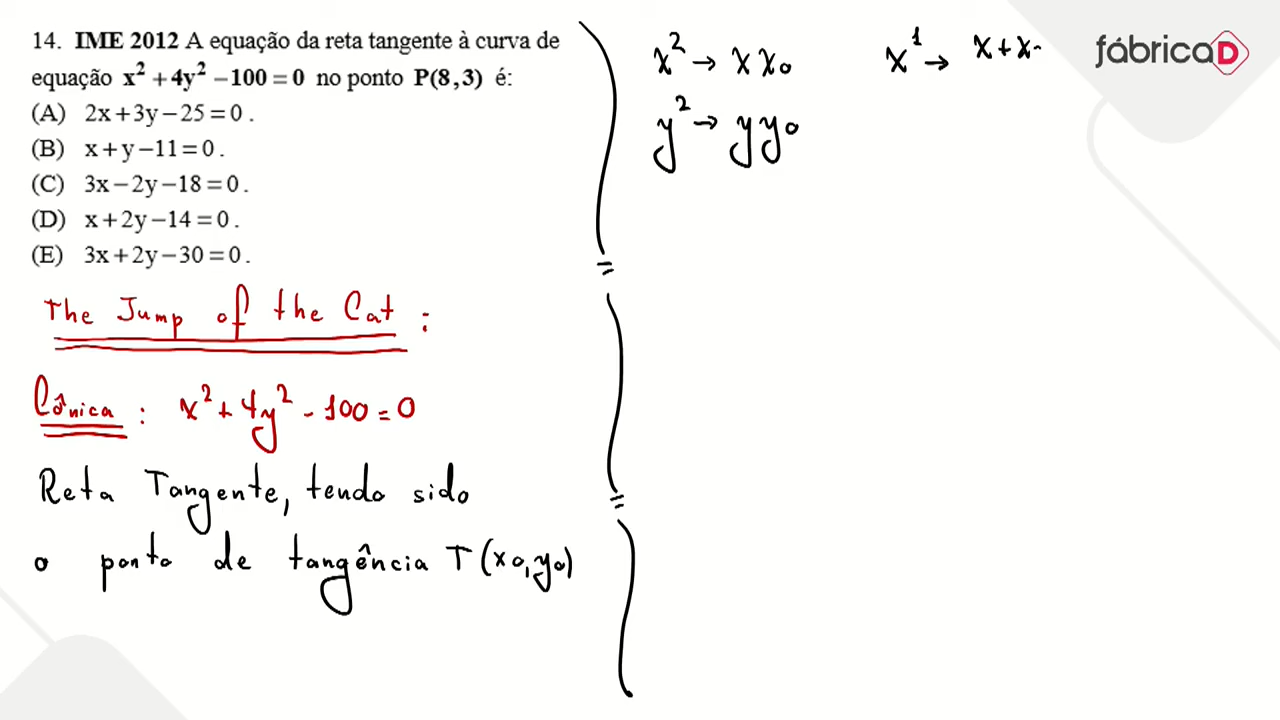 14. IME 2012 A equação da reta tangente à curva de
equação x² + 4y² − 100 = 0 no ponto P(8,3) é:
(A) 2x + 3y − 25 = 0.
(B) x + y − 11 = 0.
(C) 3x − 2y − 18 = 0.
(D) x + 2y − 14 = 0.
(E) 3x + 2y − 30 = 0.
The Jump of the Cat:
Cônica: x² + 4y² - 100 = 0
Reta Tangente, tendo sido
o ponto de tangência T(x0,y0)
x² → x x0
y² → y y0
x¹ → x + x
fábricaD